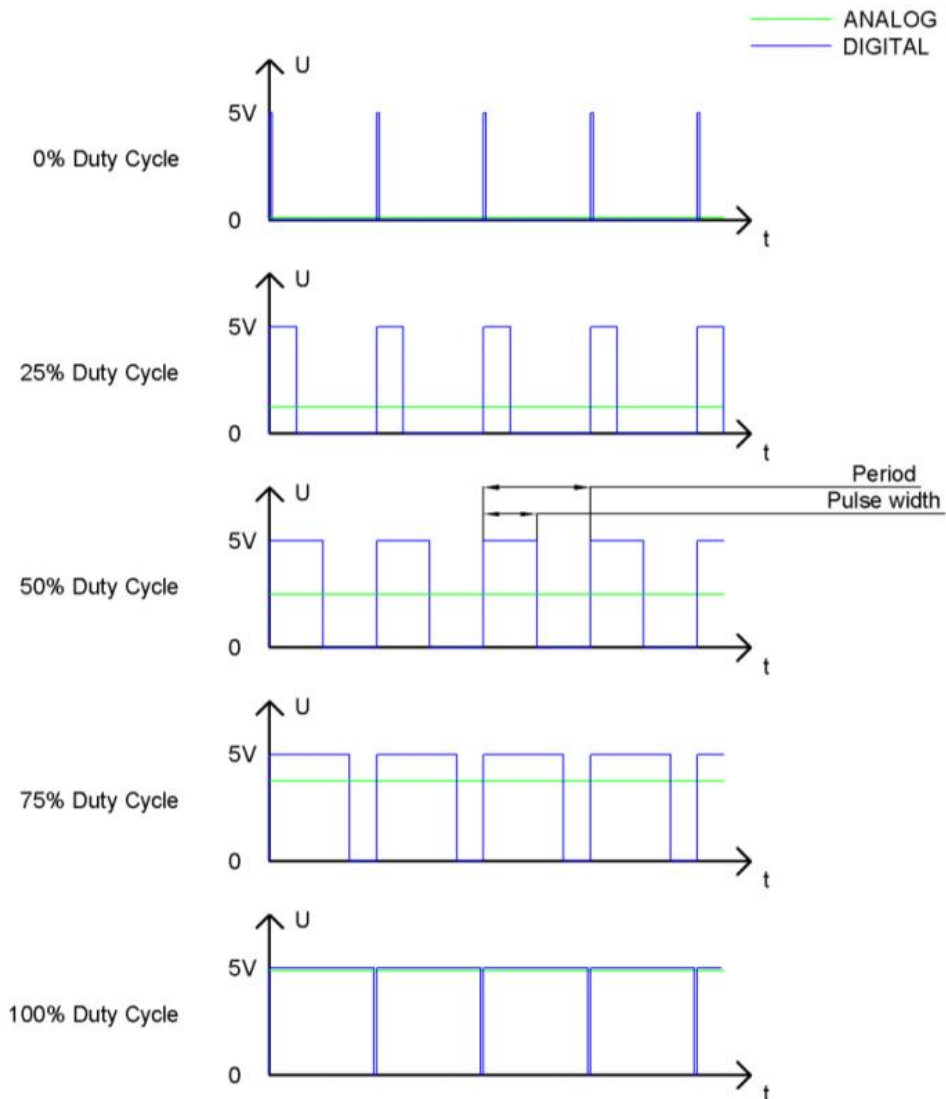 ANALOG
DIGITAL
U
5V
0% Duty Cycle
0
t
U
5V
25% Duty Cycle
0
t
Period
Pulse width
U
5V
50% Duty Cycle
0
t
U
5V
75% Duty Cycle
0
t
U
5V
100% Duty Cycle
0
t